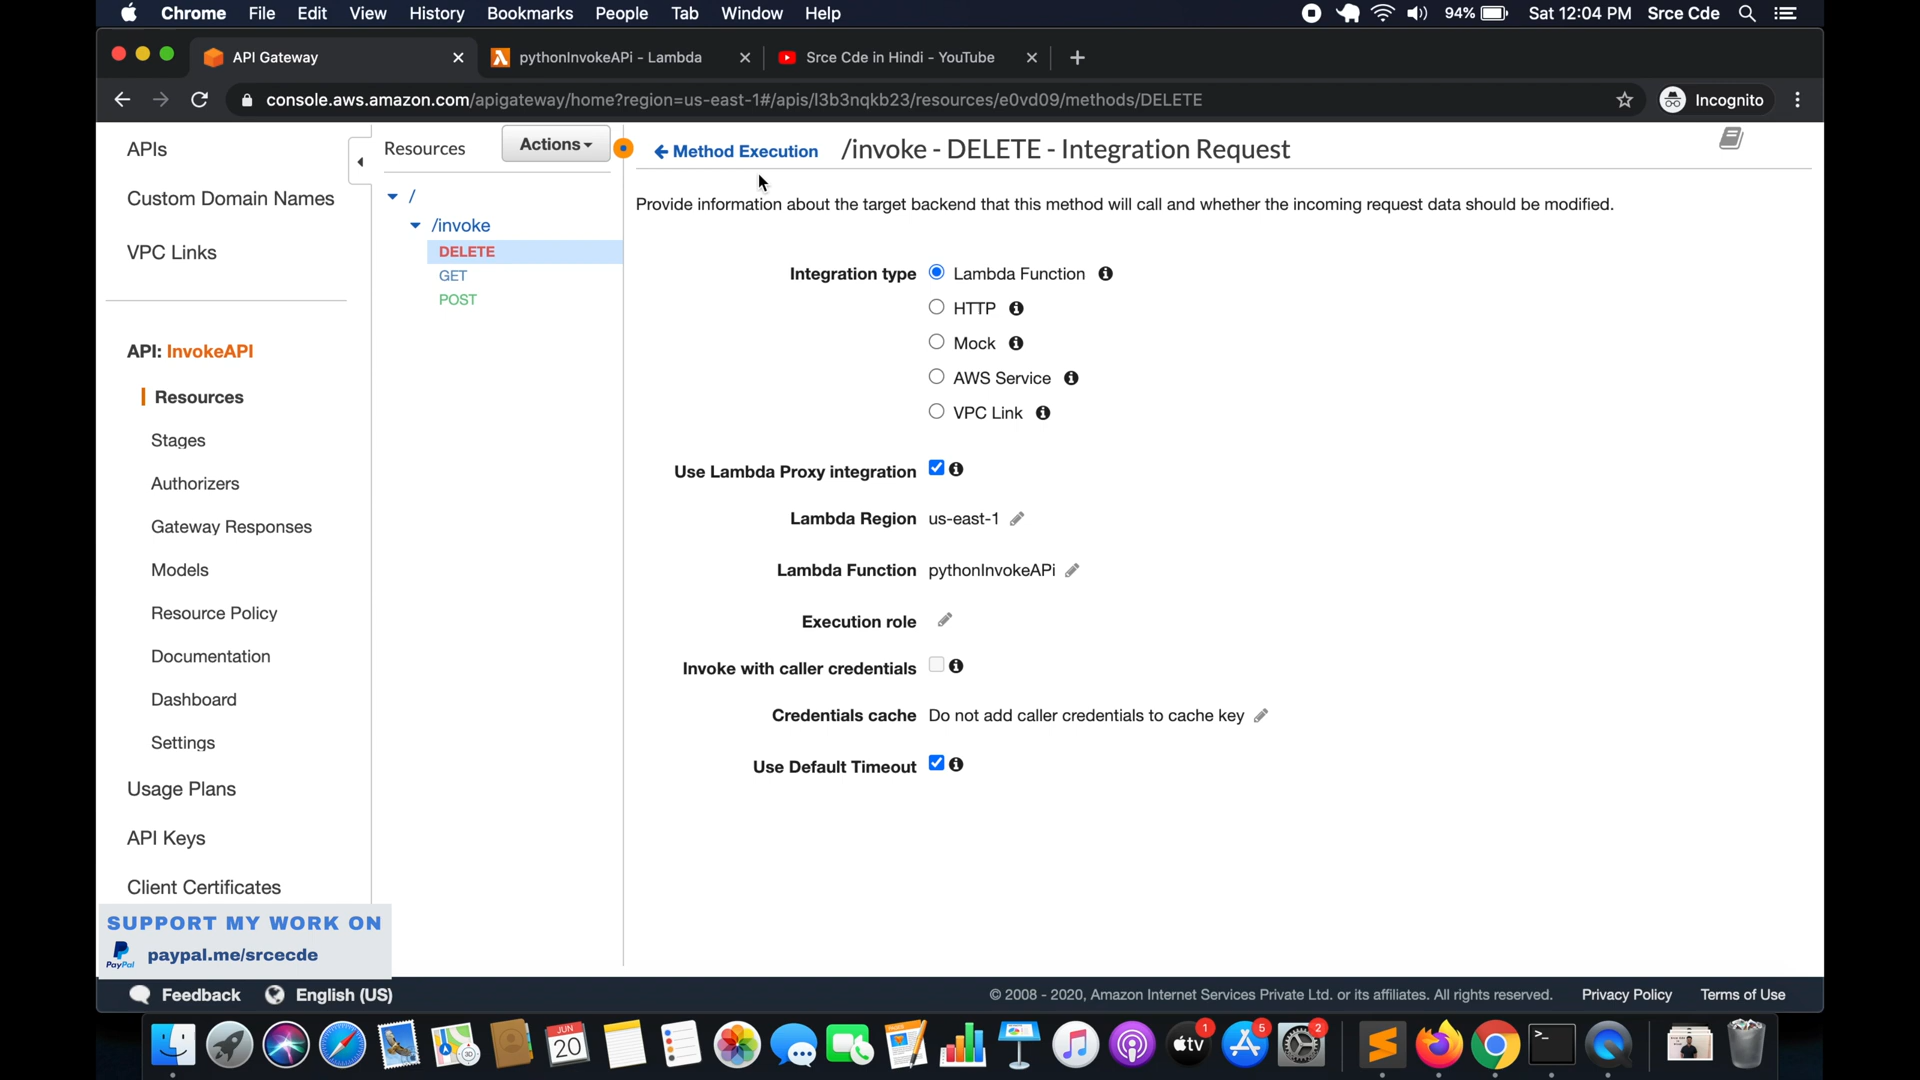 Chrome File Edit View History Bookmarks People Tab Window Help 94% Sat 12:04 PM Srce Cde
API Gateway pythonInvokeAPi - Lambda Srce Cde in Hindi - YouTube
console.aws.amazon.com/apigateway/home?region=us-east-1#/apis/l3b3nqkb23/resources/e0vd09/methods/DELETE Incognito
APIs
Custom Domain Names
VPC Links
API: InvokeAPI
Resources
Stages
Authorizers
Gateway Responses
Models
Resource Policy
Documentation
Dashboard
Settings
Usage Plans
API Keys
Client Certificates
SUPPORT MY WORK ON
PayPal paypal.me/srcecde
Resources Actions
/
/invoke
DELETE
GET
POST
Method Execution /invoke - DELETE - Integration Request
Provide information about the target backend that this method will call and whether the incoming request data should be modified.
Integration type Lambda Function
HTTP
Mock
AWS Service
VPC Link
Use Lambda Proxy integration
Lambda Region us-east-1
Lambda Function pythonInvokeAPi
Execution role
Invoke with caller credentials
Credentials cache Do not add caller credentials to cache key
Use Default Timeout
Feedback English (US) © 2008 - 2020, Amazon Internet Services Private Ltd. or its affiliates. All rights reserved. Privacy Policy Terms of Use
JUN
20
tv 1 5 2